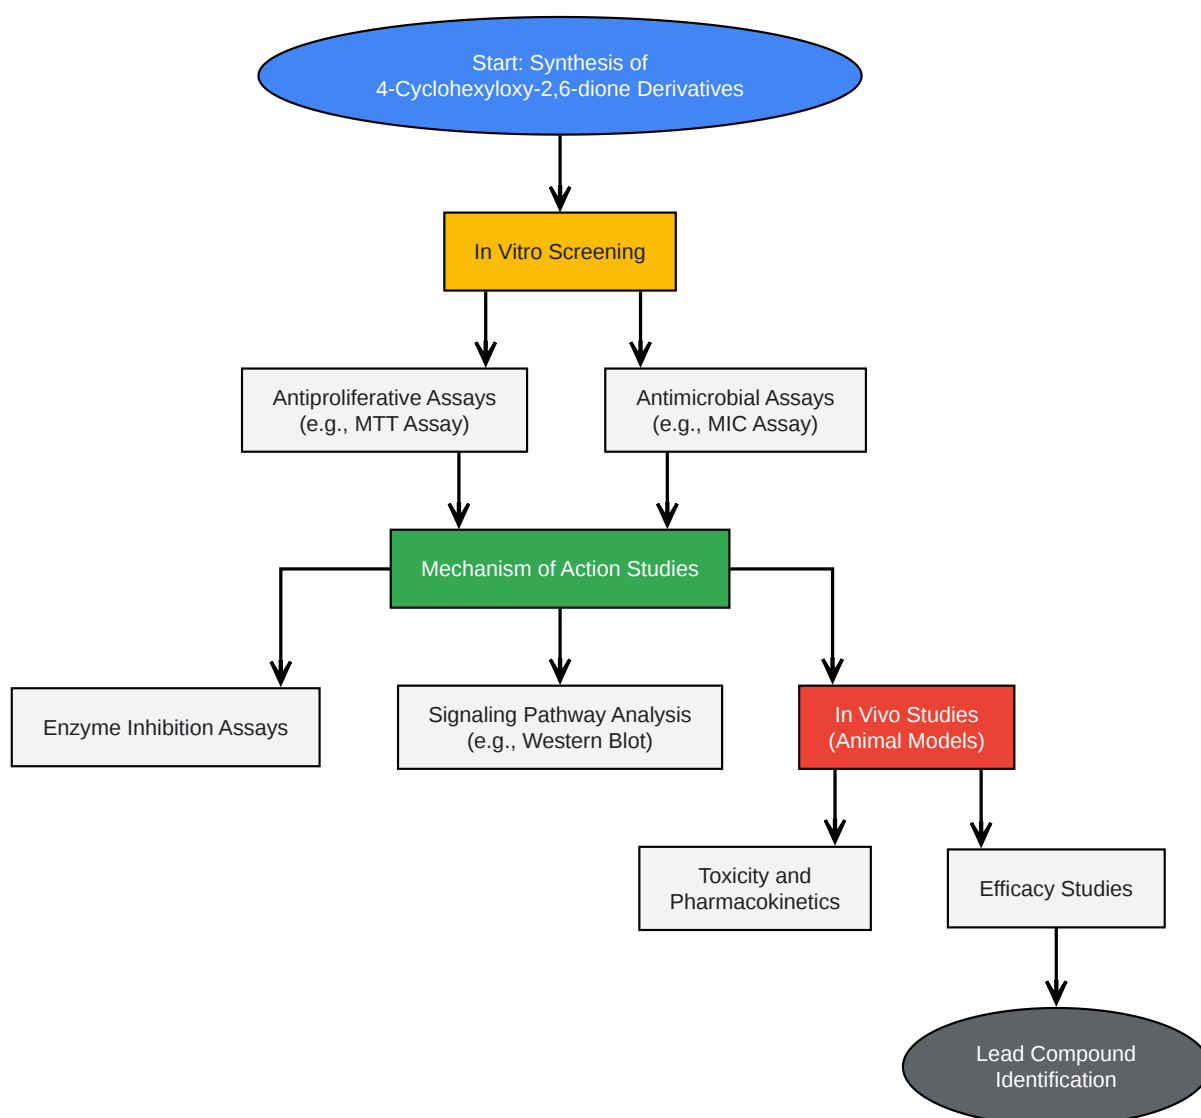 Start: Synthesis of
4-Cyclohexyloxy-2,6-dione Derivatives
In Vitro Screening
Antiproliferative Assays
(e.g., MTT Assay)
Antimicrobial Assays
(e.g., MIC Assay)
Mechanism of Action Studies
Enzyme Inhibition Assays
Signaling Pathway Analysis
(e.g., Western Blot)
In Vivo Studies
(Animal Models)
Toxicity and
Pharmacokinetics
Efficacy Studies
Lead Compound
Identification